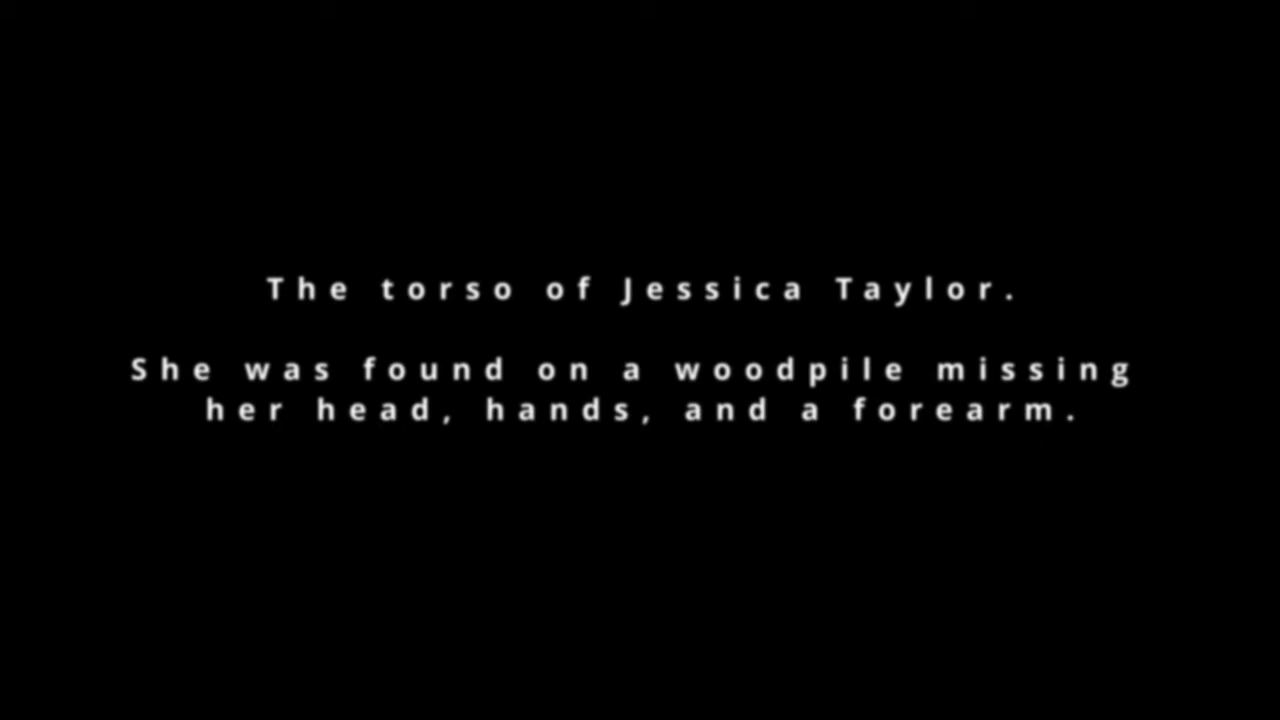 The torso of Jessica Taylor.
She was found on a woodpile missing
her head, hands, and a forearm.